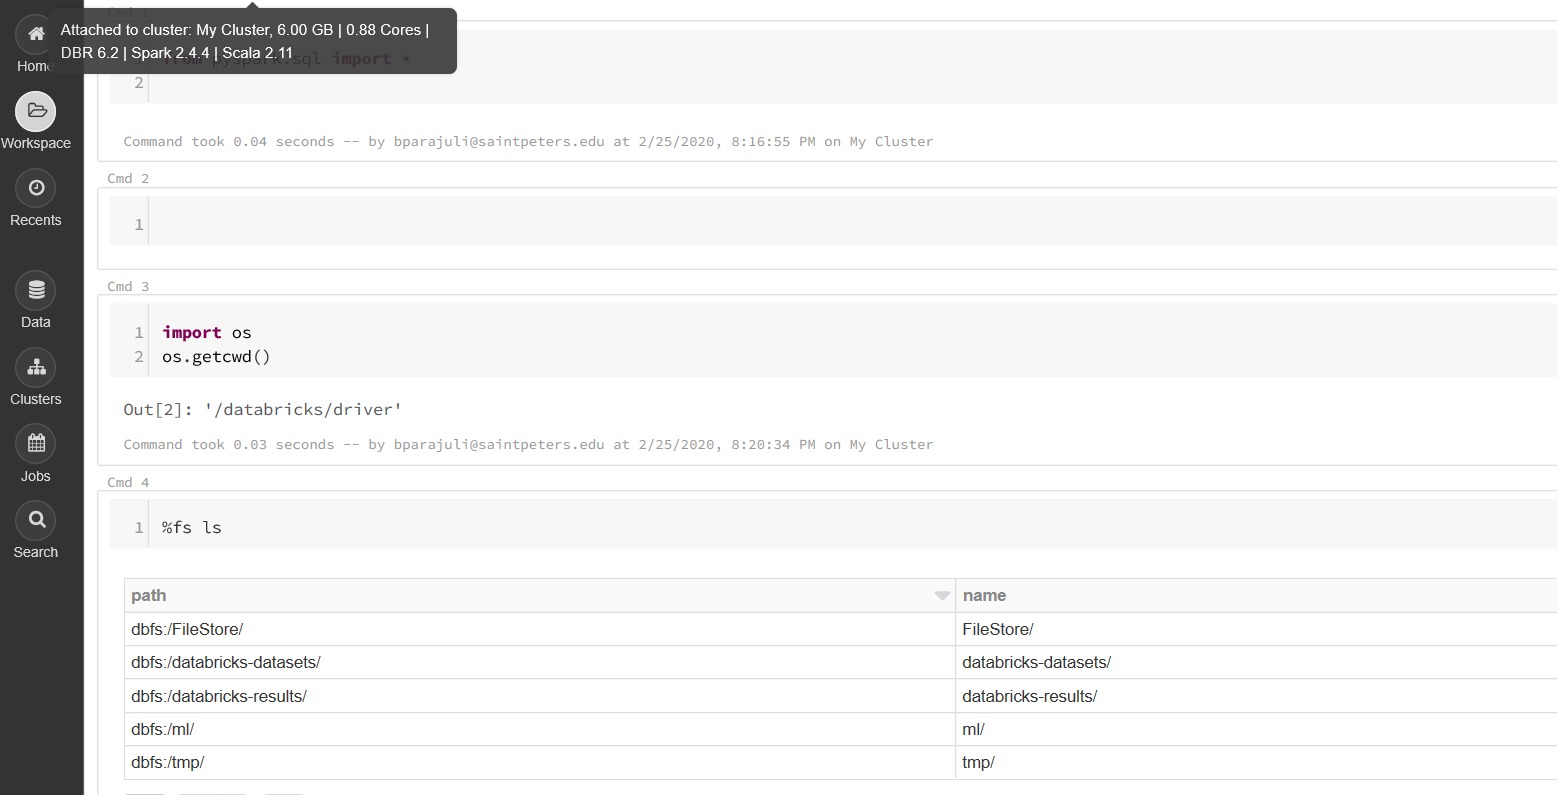 Cmd 1
Attached to cluster: My Cluster, 6.00 GB | 0.88 Cores |
DBR 6.2 | Spark 2.4.4 | Scala 2.11
from pyspark.sql import *
2
Command took 0.04 seconds -- by bparajuli@saintpeters.edu at 2/25/2020, 8:16:55 PM on My Cluster
Cmd 2
1
Cmd 3
1 import os
2 os.getcwd()
Out[2]: '/databricks/driver'
Command took 0.03 seconds -- by bparajuli@saintpeters.edu at 2/25/2020, 8:20:34 PM on My Cluster
Cmd 4
1 %fs ls
path name
dbfs:/FileStore/ FileStore/
dbfs:/databricks-datasets/ databricks-datasets/
dbfs:/databricks-results/ databricks-results/
dbfs:/ml/ ml/
dbfs:/tmp/ tmp/
Home
Workspace
Recents
Data
Clusters
Jobs
Search